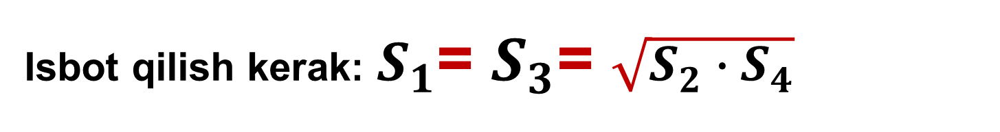 Isbot qilish kerak: S₁= S₃= √S₂ · S₄